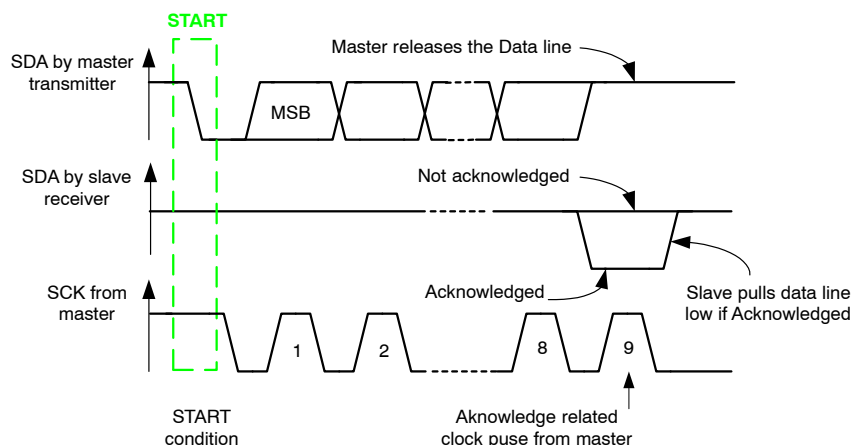 START
Master releases the Data line
SDA by master
transmitter
MSB
SDA by slave
receiver
Not acknowledged
SCK from
master
Acknowledged
Slave pulls data line
low if Acknowledged
1
2
8
9
START
condition
Aknowledge related
clock puse from master